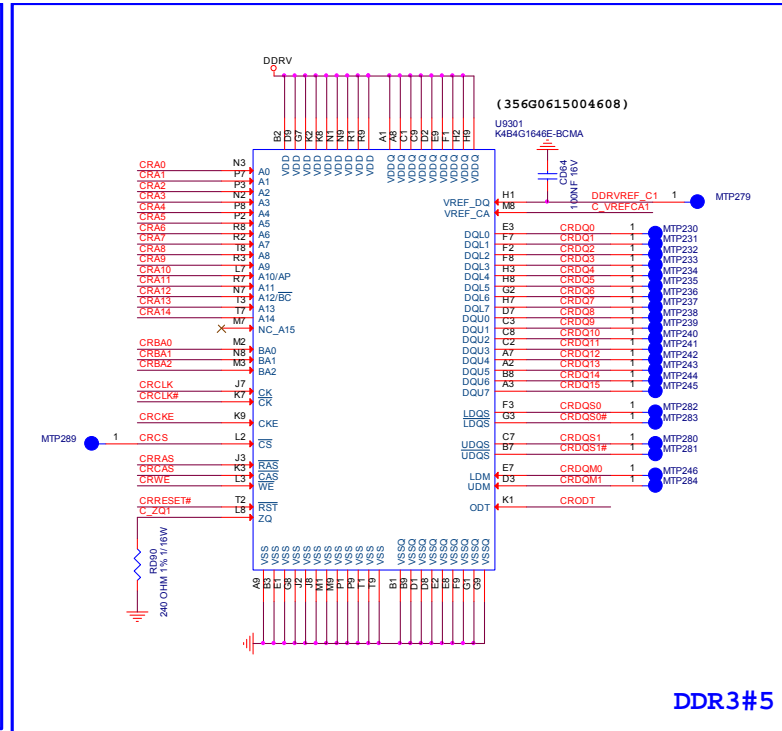 DDRV
(356G0615004608)
U9301
K4B4G1646E-BCMA
B2 D9 G7 K2 K8 N1 N9 R1 R9 A1 A8 C1 C9 D2 E9 F1 H2 H9
VDD VDD VDD VDD VDD VDD VDD VDD VDD VDDQ VDDQ VDDQ VDDQ VDDQ VDDQ VDDQ VDDQ VDDQ
CD64
100NF 16V
CRA0 N3 A0
CRA1 P7 A1
CRA2 P3 A2
CRA3 N2 A3
CRA4 P8 A4
CRA5 P2 A5
CRA6 R8 A6
CRA7 R2 A7
CRA8 T8 A8
CRA9 R3 A9
CRA10 L7 A10/AP
CRA11 R7 A11
CRA12 N7 A12/BC
CRA13 T3 A13
CRA14 T7 A14
M7 NC_A15
CRBA0 M2 BA0
CRBA1 N8 BA1
CRBA2 M3 BA2
CRCLK J7 CK
CRCLK# K7 CK
CRCKE K9 CKE
MTP289 1 CRCS L2 CS
CRRAS J3 RAS
CRCAS K3 CAS
CRWE L3 WE
CRRESET# T2 RST
C_ZQ1 L8 ZQ
RD90
240 OHM 1% 1/16W
VREF_DQ H1 DDRVREF_C1 1 MTP279
VREF_CA M8 C_VREFCA1
DQL0 E3 CRDQ0 1 MTP230
DQL1 F7 CRDQ1 1 MTP231
DQL2 F2 CRDQ2 1 MTP232
DQL3 F8 CRDQ3 1 MTP233
DQL4 H3 CRDQ4 1 MTP234
DQL5 H8 CRDQ5 1 MTP235
DQL6 G2 CRDQ6 1 MTP236
DQL7 H7 CRDQ7 1 MTP237
DQU0 D7 CRDQ8 1 MTP238
DQU1 C3 CRDQ9 1 MTP239
DQU2 C8 CRDQ10 1 MTP240
DQU3 C2 CRDQ11 1 MTP241
DQU4 A7 CRDQ12 1 MTP242
DQU5 A2 CRDQ13 1 MTP243
DQU6 B8 CRDQ14 1 MTP244
DQU7 A3 CRDQ15 1 MTP245
LDQS F3 CRDQS0 1 MTP282
LDQS G3 CRDQS0# 1 MTP283
UDQS C7 CRDQS1 1 MTP280
UDQS B7 CRDQS1# 1 MTP281
LDM E7 CRDQM0 1 MTP246
UDM D3 CRDQM1 1 MTP284
ODT K1 CRODT
VSS VSS VSS VSS VSS VSS VSS VSS VSS VSS VSS VSS VSSQ VSSQ VSSQ VSSQ VSSQ VSSQ VSSQ VSSQ VSSQ
A9 B3 E1 G8 J2 J8 M1 M9 P1 P9 T1 T9 B1 B9 D1 D8 E2 E8 F9 G1 G9
DDR3#5